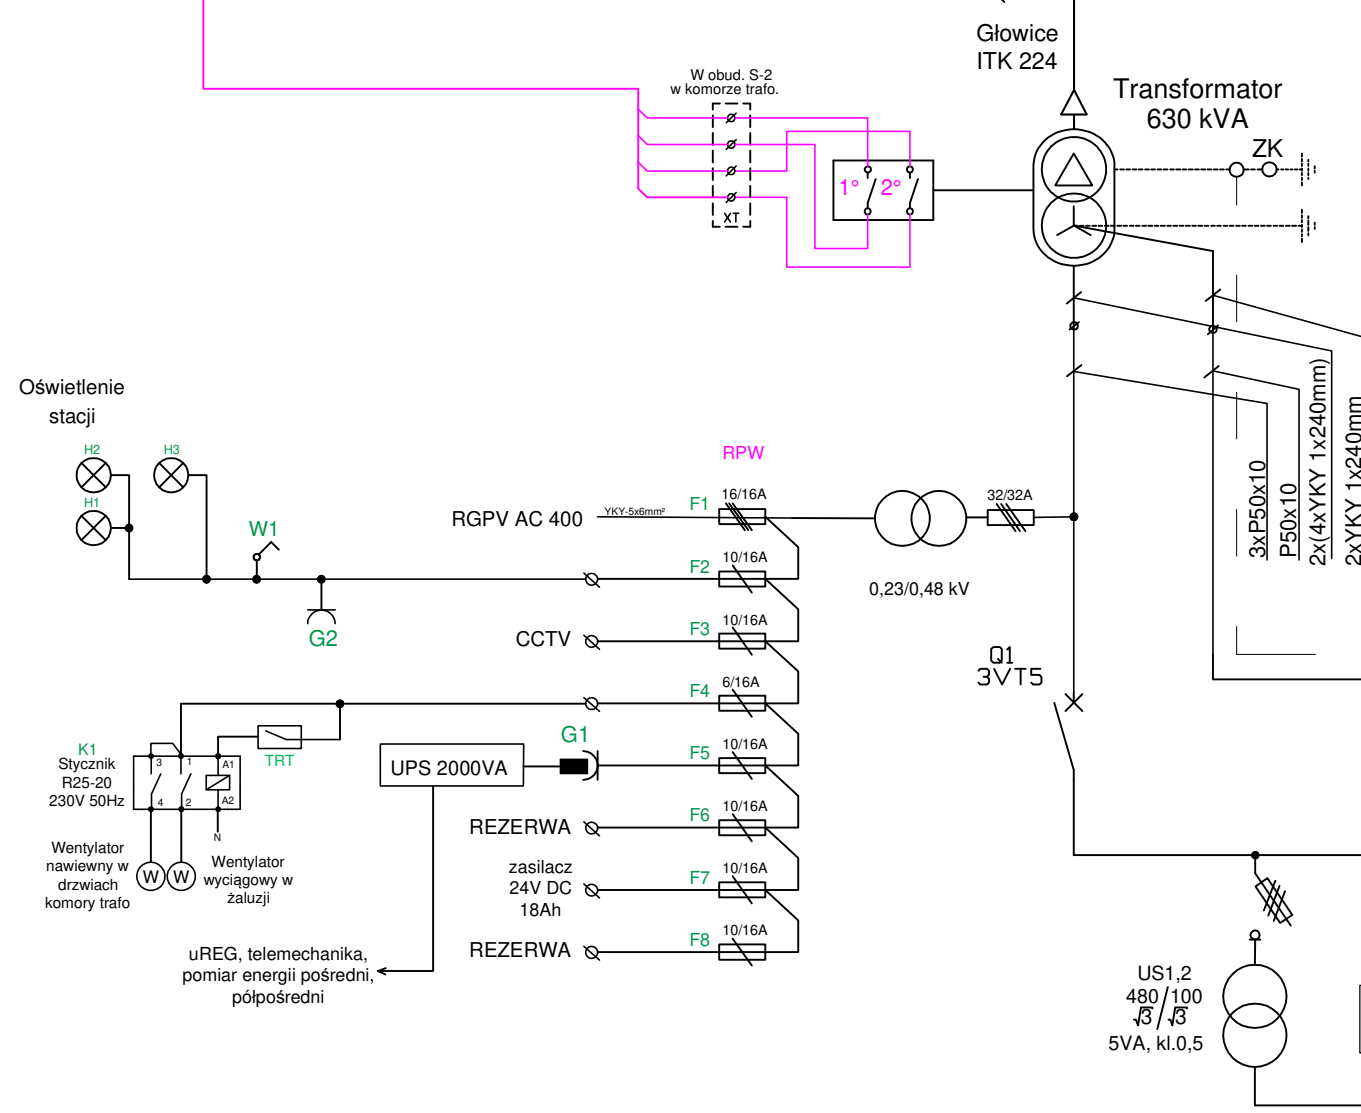 Głowice
ITK 224
W obud. S-2
w komorze trafo.
Transformator
630 kVA
ZK
1° 2°
XT
Oświetlenie
stacji
H2
H3
H1
W1
G2
RPW
RGPV AC 400
YKY-5x6mm²
F1
16/16A
32/32A
0,23/0,48 kV
F2
10/16A
CCTV
F3
10/16A
F4
6/16A
G1
F5
10/16A
UPS 2000VA
REZERWA
F6
10/16A
zasilacz
24V DC
18Ah
F7
10/16A
REZERWA
F8
10/16A
Q1
3VT5
3xP50x10
P50x10
2x(4xYKY 1x240mm)
2xYKY 1x240mm
K1
Stycznik
R25-20
230V 50Hz
3
1
A1
4
2
A2
N
TRT
Wentylator
nawiewny w
drzwiach
komory trafo
W
W
Wentylator
wyciągowy w
żaluzji
uREG, telemechanika,
pomiar energii pośredni,
półpośredni
US1,2
480/100
√3/√3
5VA, kl.0,5